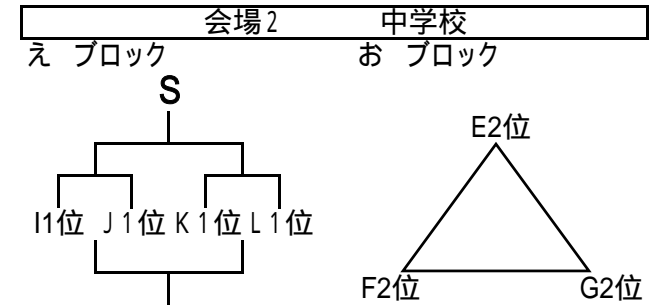 会場2 中学校
え ブロック お ブロック
S
E2位
I1位 J1位 K1位 L1位
F2位 G2位